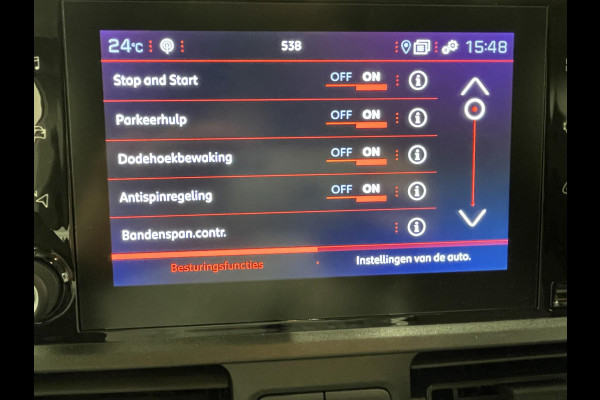 24°C 538 15:48
Stop and Start OFF ON i
Parkeerhulp OFF ON i
Dodehoekbewaking OFF ON i
Antispinregeling OFF ON i
Bandenspan.contr. i
Besturingsfuncties Instellingen van de auto.